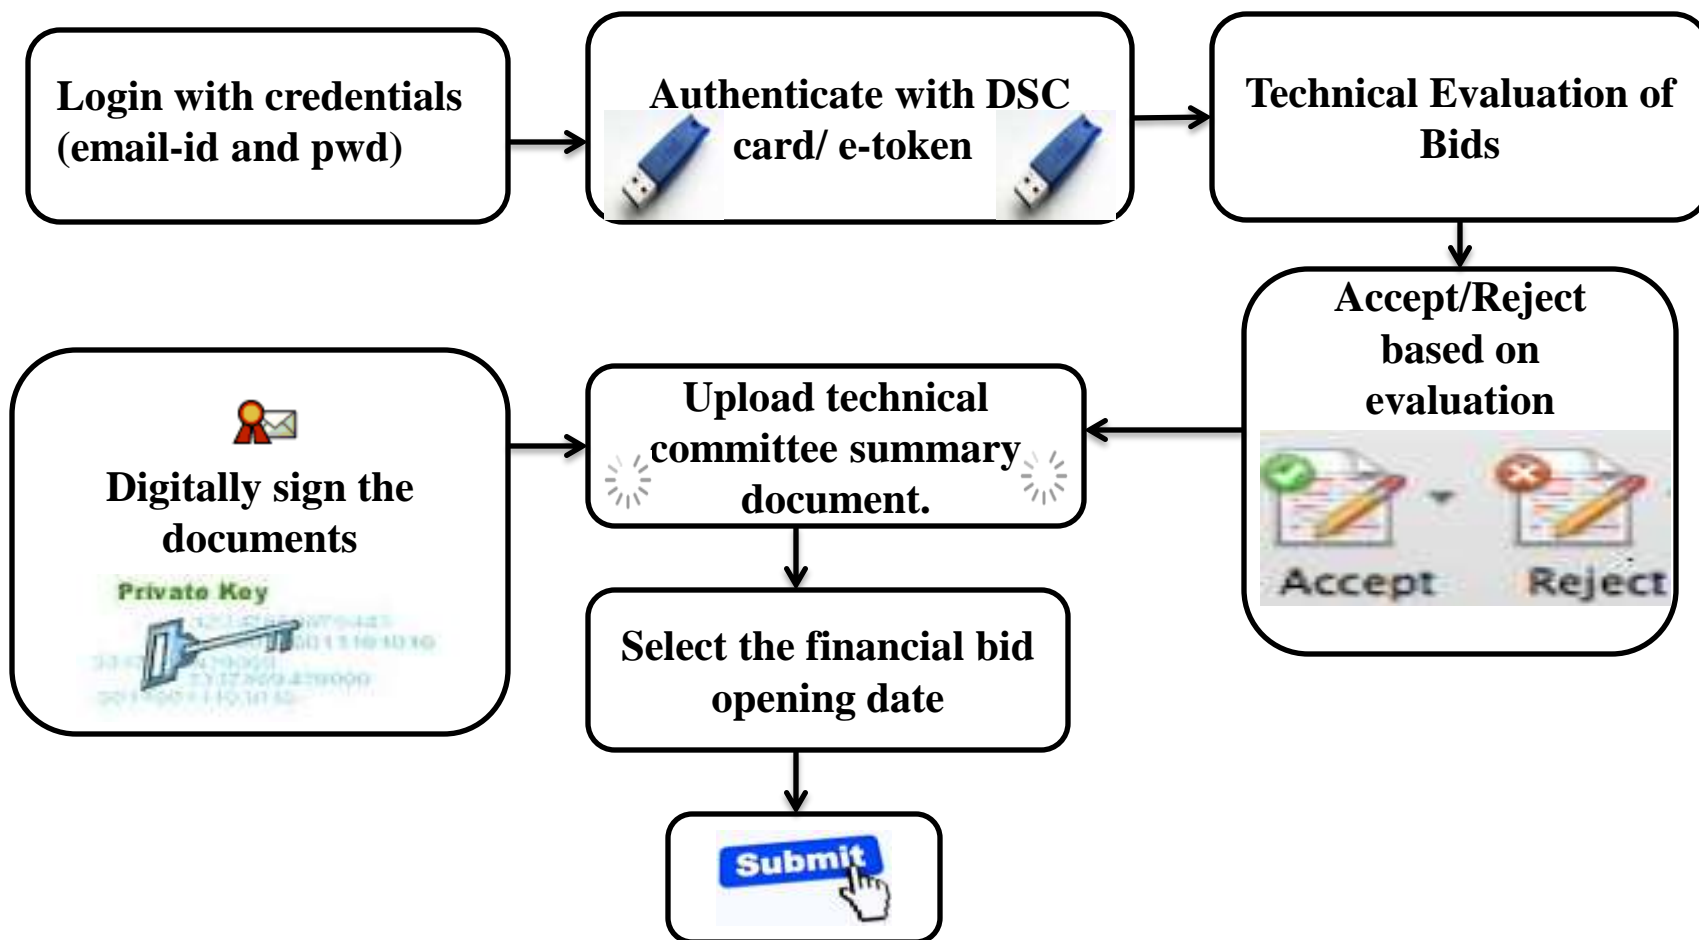 Login with credentials
(email-id and pwd)
Authenticate with DSC
card/ e-token
Technical Evaluation of
Bids
Accept/Reject
based on
evaluation
Accept
Reject
Upload technical
committee summary
document.
Digitally sign the
documents
Private Key
Select the financial bid
opening date
Submit